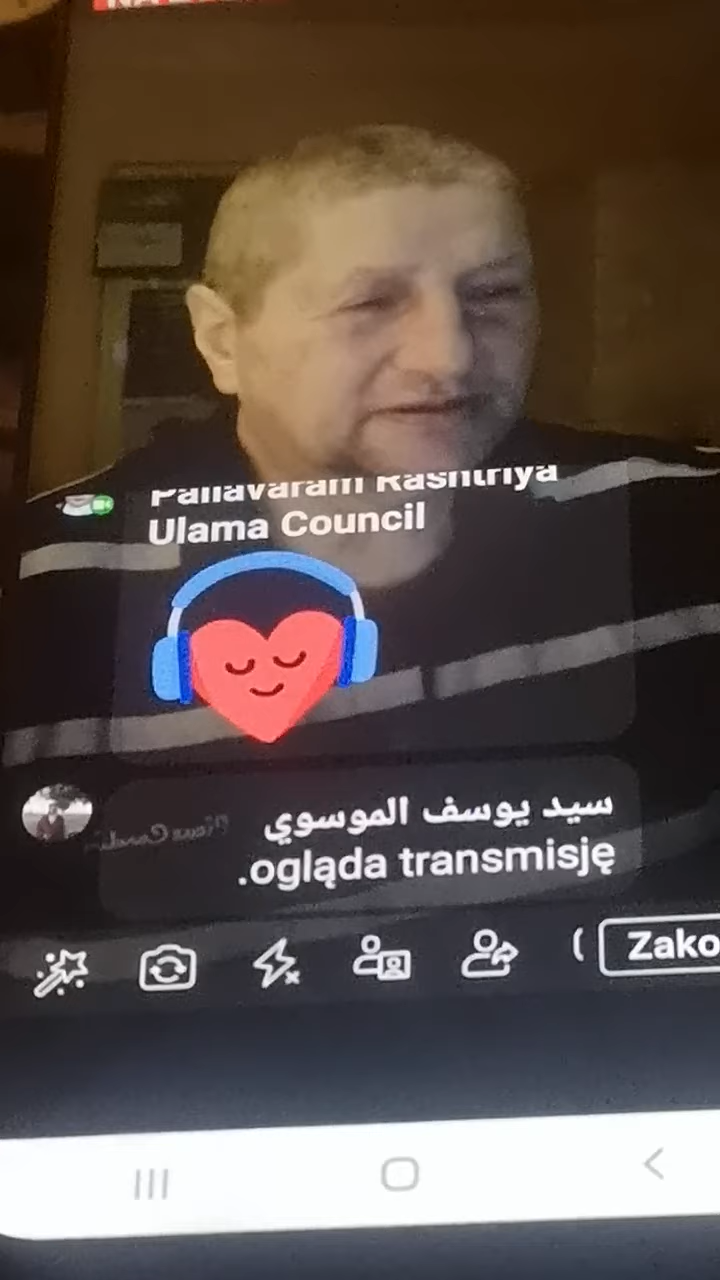 Pallavaram Rashtriya
Ulama Council
سيد يوسف الموسوي
.ogląda transmisję
Zako